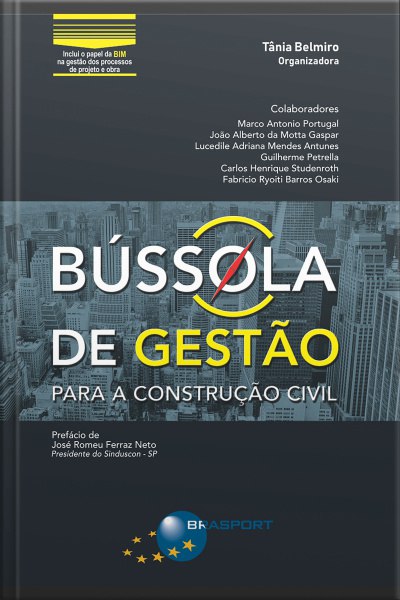 Inclui o papel da BIM
na gestão dos processos
de projeto e obra
Tânia Belmiro
Organizadora
Colaboradores
Marco Antonio Portugal
João Alberto da Motta Gaspar
Lucedile Adriana Mendes Antunes
Guilherme Petrella
Carlos Henrique Studenroth
Fabricio Ryoiti Barros Osaki
BÚSSOLA
DE GESTÃO
PARA A CONSTRUÇÃO CIVIL
Prefácio de
José Romeu Ferraz Neto
Presidente do Sinduscon - SP
BRASPORT